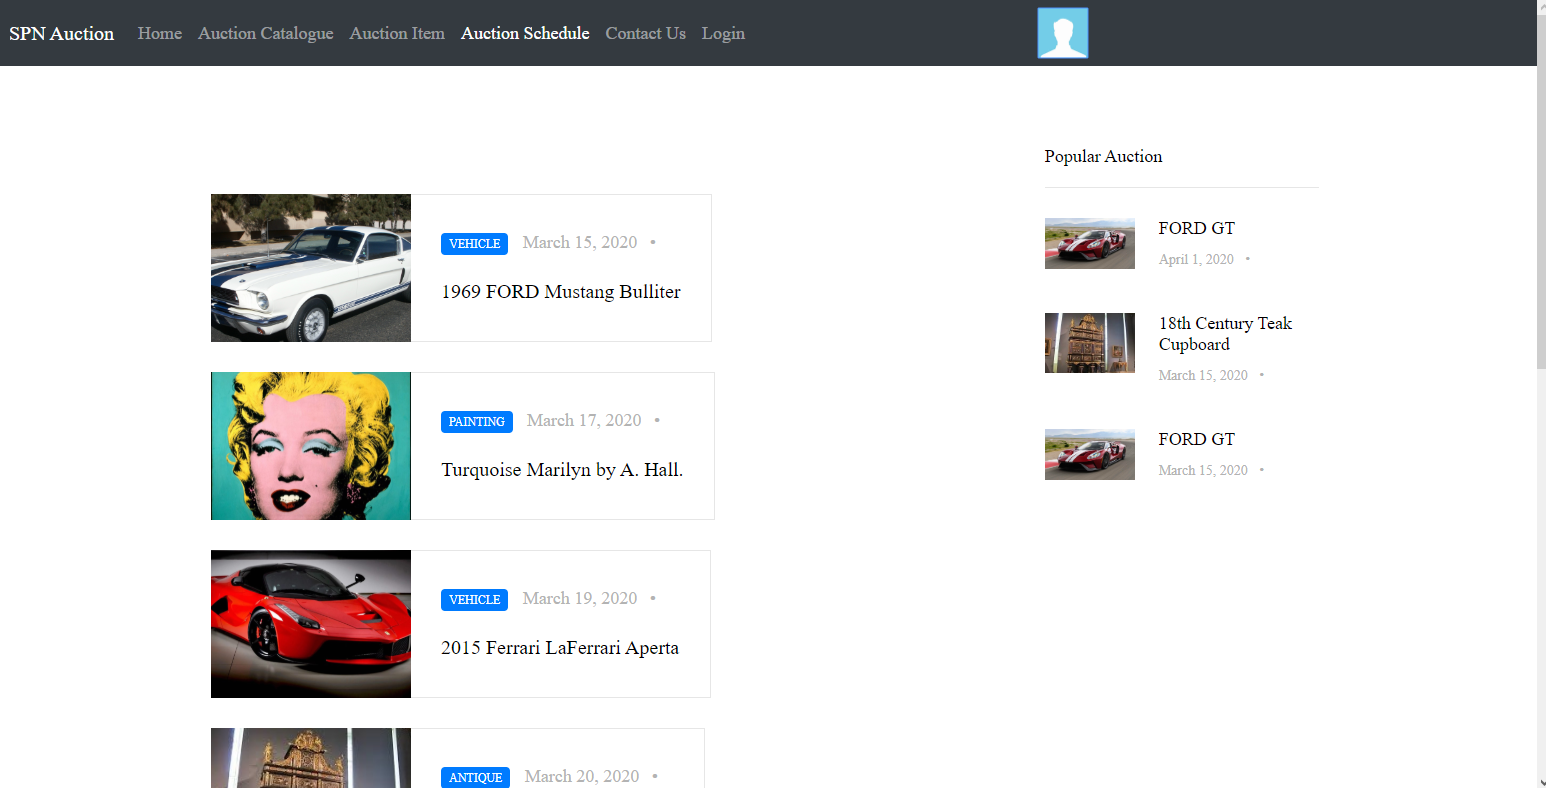 SPN Auction Home Auction Catalogue Auction Item Auction Schedule Contact Us Login
VEHICLE March 15, 2020 •
1969 FORD Mustang Bulliter
PAINTING March 17, 2020 •
Turquoise Marilyn by A. Hall.
VEHICLE March 19, 2020 •
2015 Ferrari LaFerrari Aperta
ANTIQUE March 20, 2020 •
Popular Auction
FORD GT
April 1, 2020 •
18th Century Teak
Cupboard
March 15, 2020 •
FORD GT
March 15, 2020 •